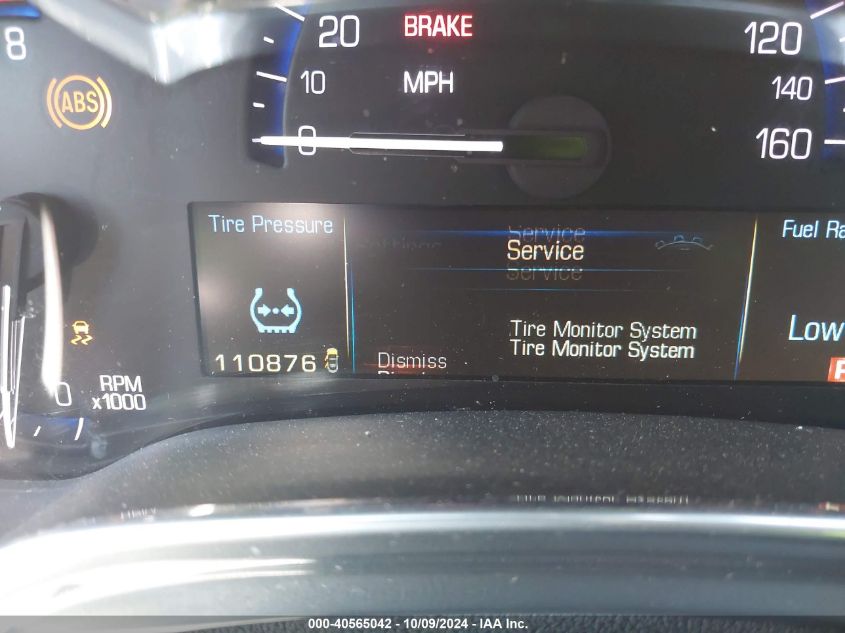 8
20
BRAKE
120
ABS
10
MPH
140
0
160
Tire Pressure
Service
Service
Service
Fuel Ra
Tire Monitor System
Tire Monitor System
Low
110876
Dismiss
0
RPM
x1000
000-40565042 - 10/09/2024 - IAA Inc.